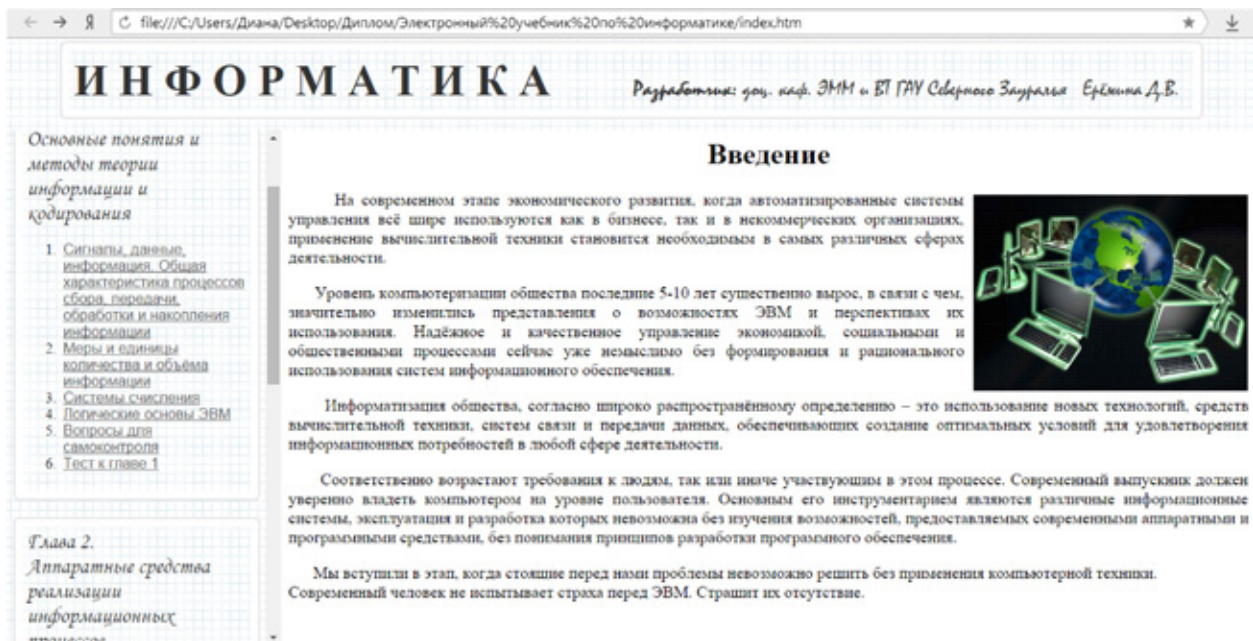 file:///C:/Users/Диана/Desktop/Диплом/Электронный%20учебник%20по%20информатике/index.htm
ИНФОРМАТИКА
Разработчик: доц. каф. ЭММ и ВТ ГАУ Северного Зауралья Ерёмина Д.В.
Основные понятия и
методы теории
информации и
кодирования
1. Сигналы, данные,
информация. Общая
характеристика процессов
сбора, передачи,
обработки и накопления
информации
2. Меры и единицы
количества и объёма
информации
3. Системы счисления
4. Логические основы ЭВМ
5. Вопросы для
самоконтроля
6. Тест к главе 1
Глава 2.
Аппаратные средства
реализации
информационных
процессов
Введение
На современном этапе экономического развития, когда автоматизированные системы
управления всё шире используются как в бизнесе, так и в некоммерческих организациях,
применение вычислительной техники становится необходимым в самых различных сферах
деятельности.
Уровень компьютеризации общества последние 5-10 лет существенно вырос, в связи с чем,
значительно изменились представления о возможностях ЭВМ и перспективах их
использования. Надёжное и качественное управление экономикой, социальными и
общественными процессами сейчас уже немыслимо без формирования и рационального
использования систем информационного обеспечения.
Информатизация общества, согласно широко распространённому определению – это использование новых технологий, средств
вычислительной техники, систем связи и передачи данных, обеспечивающих создание оптимальных условий для удовлетворения
информационных потребностей в любой сфере деятельности.
Соответственно возрастают требования к людям, так или иначе участвующим в этом процессе. Современный выпускник должен
уверенно владеть компьютером на уровне пользователя. Основным его инструментарием являются различные информационные
системы, эксплуатация и разработка которых невозможна без изучения возможностей, предоставляемых современными аппаратными и
программными средствами, без понимания принципов разработки программного обеспечения.
Мы вступили в этап, когда стоящие перед нами проблемы невозможно решить без применения компьютерной техники.
Современный человек не испытывает страха перед ЭВМ. Страшит их отсутствие.